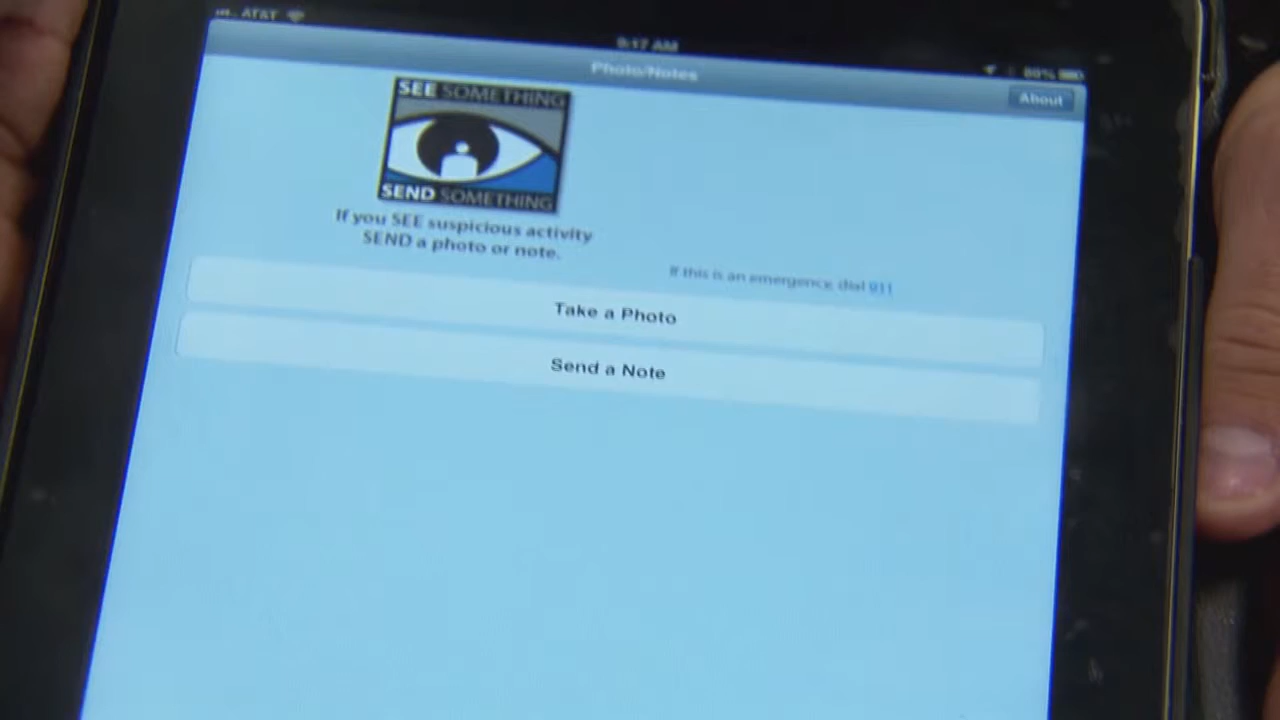 AT&T
9:17 AM
80%
Photo/Notes
About
SEE SOMETHING
SEND SOMETHING
If you SEE suspicious activity
SEND a photo or note.
If this is an emergency, dial 911
Take a Photo
Send a Note